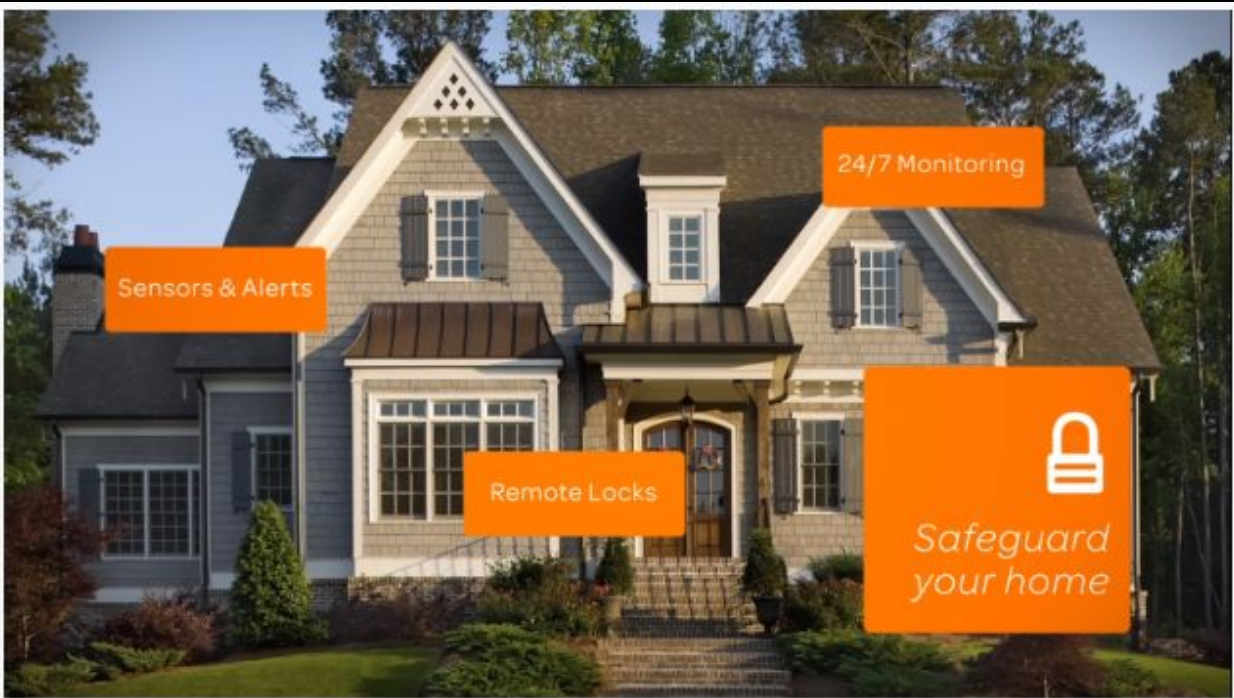 24/7 Monitoring
Sensors & Alerts
Remote Locks
Safeguard
your home